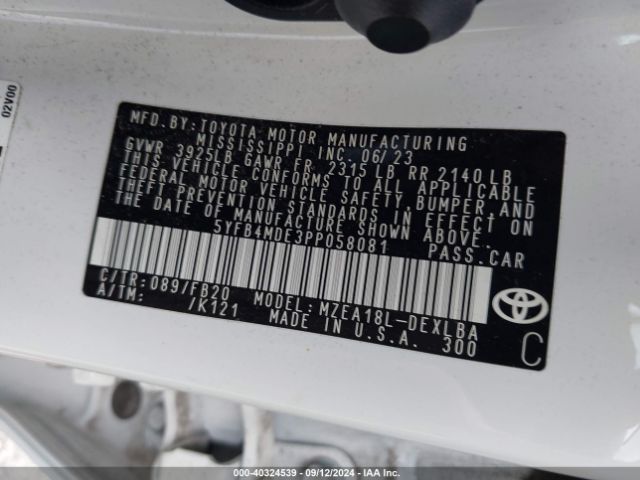 02V00
MFD. BY: TOYOTA MOTOR MANUFACTURING
MISSISSIPPI INC. 06/23
GVWR 3925LB GAWR FR 2315 LB RR 2140 LB
THIS VEHICLE CONFORMS TO ALL APPLICABLE
FEDERAL MOTOR VEHICLE SAFETY, BUMPER, AND
THEFT PREVENTION STANDARDS IN EFFECT ON
THE DATE OF MANUFACTURE SHOWN ABOVE.
5YFB4MDE3PP058081 PASS. CAR
C/TR: 089/FB20 MODEL: MZEA18L-DEXLBA
A/TM: /K121 MADE IN U.S.A. 300
C
000-40324539 - 09/12/2024 - IAA Inc.